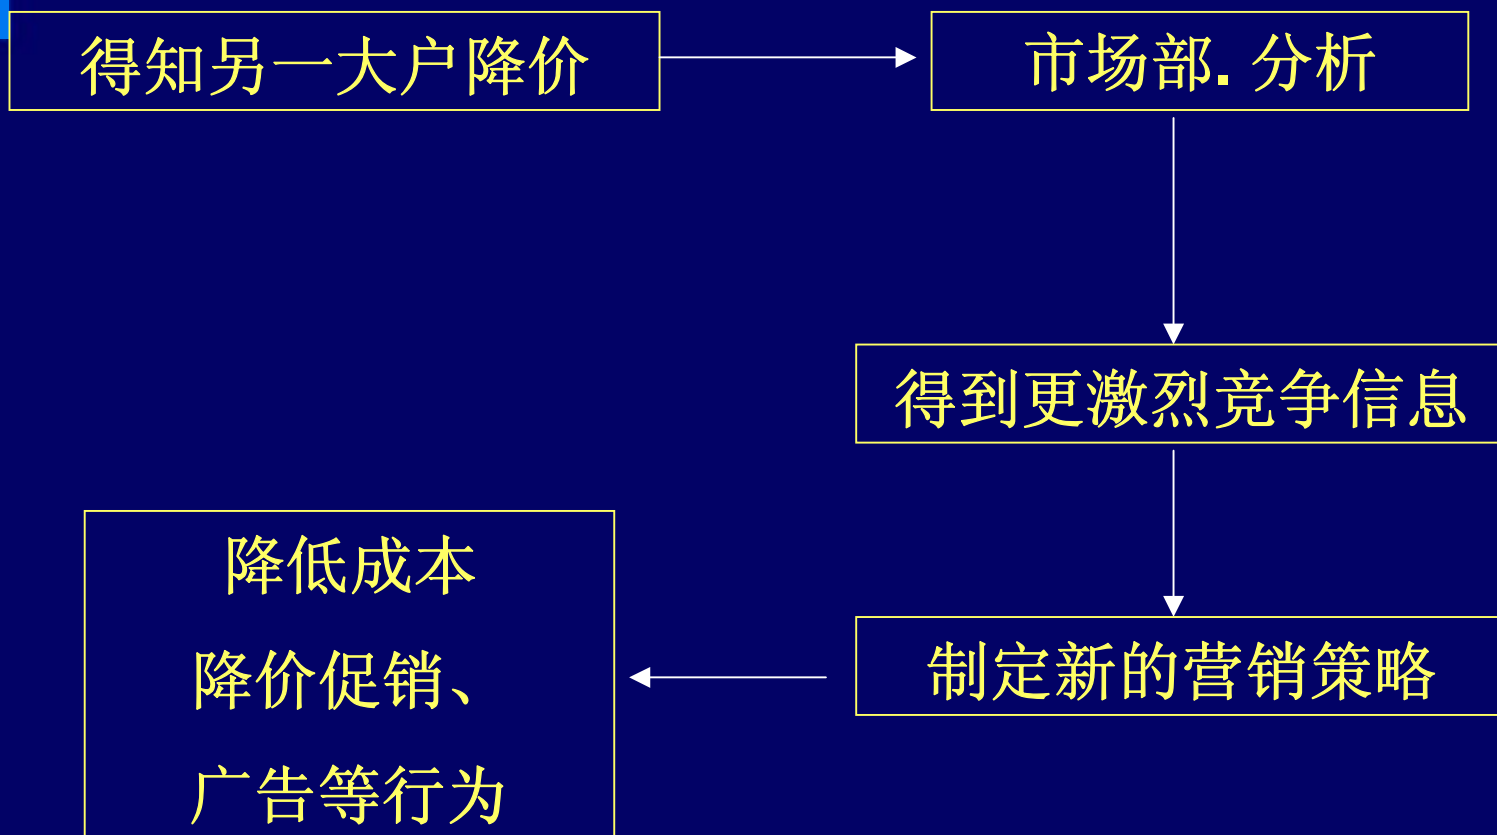 得知另一大户降价
市场部. 分析
得到更激烈竞争信息
制定新的营销策略
降低成本
降价促销、
广告等行为